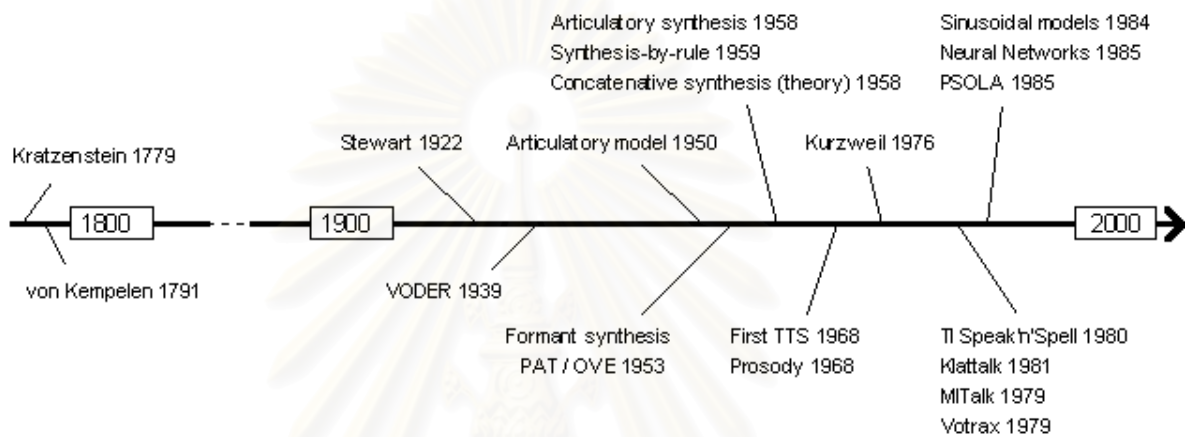 Articulatory synthesis 1958
Synthesis-by-rule 1959
Concatenative synthesis (theory) 1958
Sinusoidal models 1984
Neural Networks 1985
PSOLA 1985
Kratzenstein 1779
Stewart 1922
Articulatory model 1950
Kurzweil 1976
1800
1900
2000
von Kempelen 1791
VODER 1939
Formant synthesis
PAT / OVE 1953
First TTS 1968
Prosody 1968
TI Speak'n'Spell 1980
Klattalk 1981
MITalk 1979
Votrax 1979